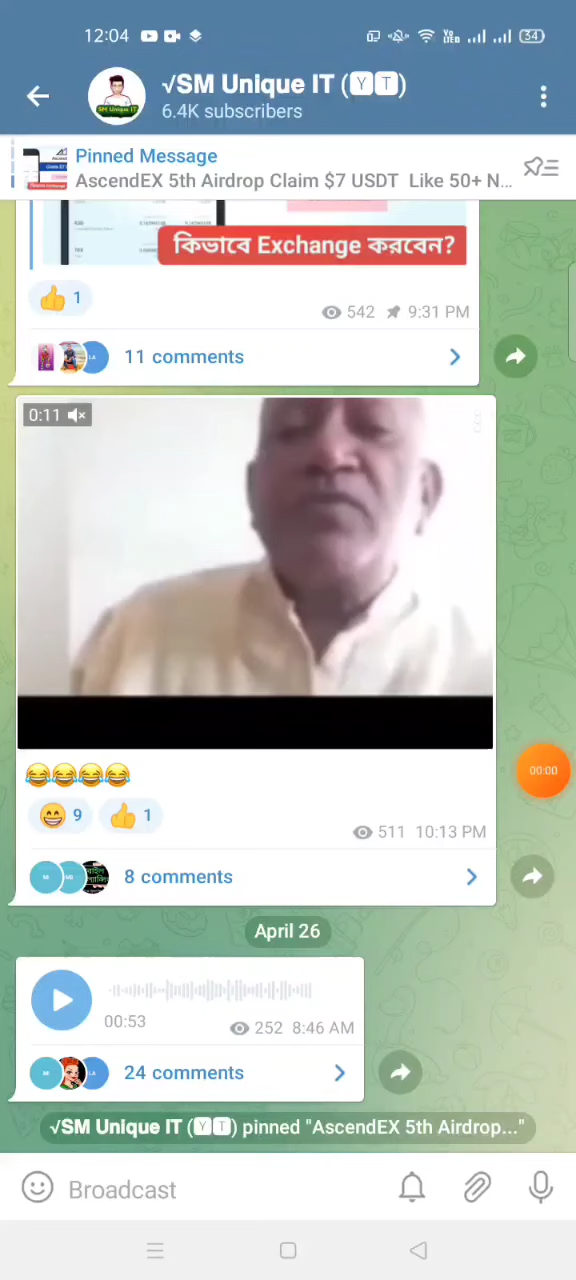 12:04
34
√SM Unique IT (🆈🆃)
6.4K subscribers
Pinned Message
AscendEX 5th Airdrop Claim $7 USDT Like 50+ N...
কিভাবে Exchange করবেন?
👍 1
542 9:31 PM
11 comments
0:11
😂😂😂😂
😁 9 👍 1
511 10:13 PM
8 comments
00:00
April 26
00:53
252 8:46 AM
24 comments
√SM Unique IT (🆈🆃) pinned "AscendEX 5th Airdrop..."
Broadcast